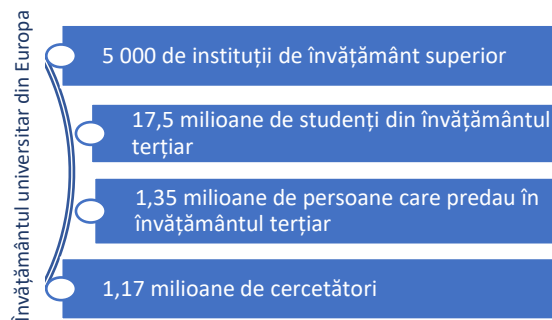 Învățământul universitar din Europa
5 000 de instituții de învățământ superior
17,5 milioane de studenți din învățământul
terțiar
1,35 milioane de persoane care predau în
învățământul terțiar
1,17 milioane de cercetători